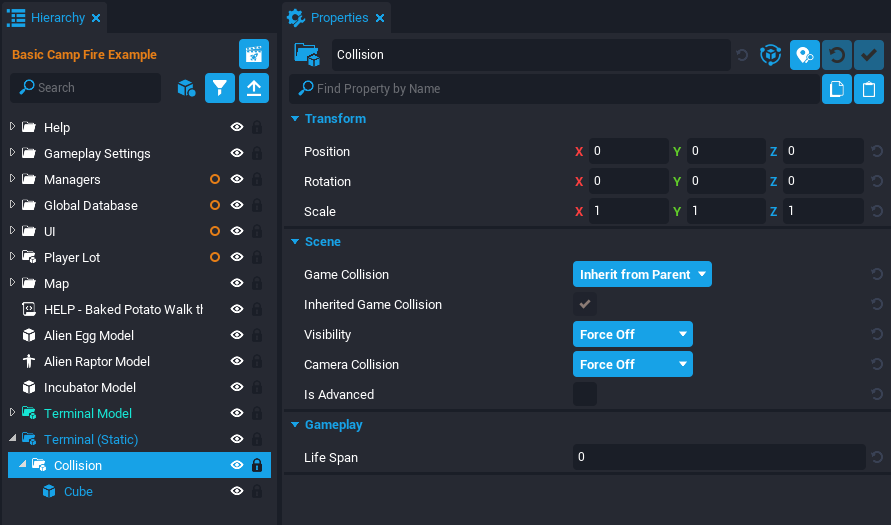 Hierarchy
Basic Camp Fire Example
Search
Help
Gameplay Settings
Managers
Global Database
UI
Player Lot
Map
HELP - Baked Potato Walk th
Alien Egg Model
Alien Raptor Model
Incubator Model
Terminal Model
Terminal (Static)
Collision
Cube
Properties
Collision
Find Property by Name
Transform
Position X 0 Y 0 Z 0
Rotation X 0 Y 0 Z 0
Scale X 1 Y 1 Z 1
Scene
Game Collision Inherit from Parent
Inherited Game Collision
Visibility Force Off
Camera Collision Force Off
Is Advanced
Gameplay
Life Span 0